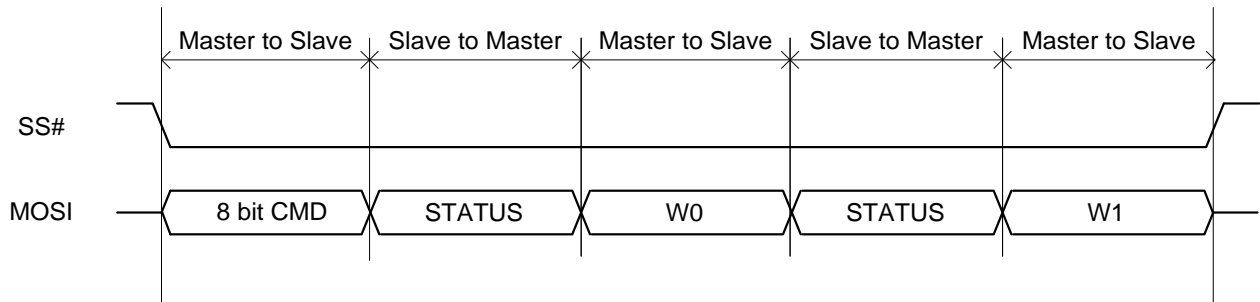 Master to Slave Slave to Master Master to Slave Slave to Master Master to Slave
SS#
MOSI 8 bit CMD STATUS W0 STATUS W1